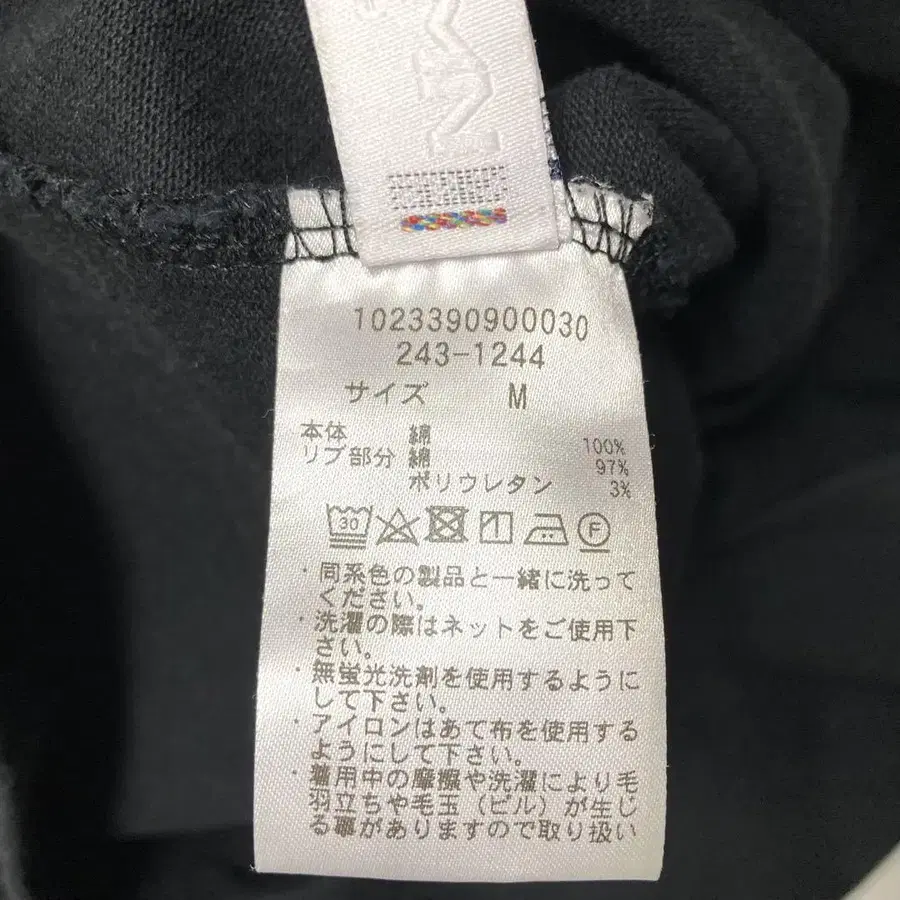 1023390900030
243-1244
サイズ M
本体 綿 100%
リブ部分 綿 97%
ポリウレタン 3%
30 F
・同系色の製品と一緒に洗って
ください。
・洗濯の際はネットをご使用下
さい。
・無蛍光洗剤を使用するように
して下さい。
・アイロンはあて布を使用する
ようにして下さい。
・着用中の摩擦や洗濯により毛
羽立ちや毛玉（ピル）が生じ
る事がありますので取り扱い